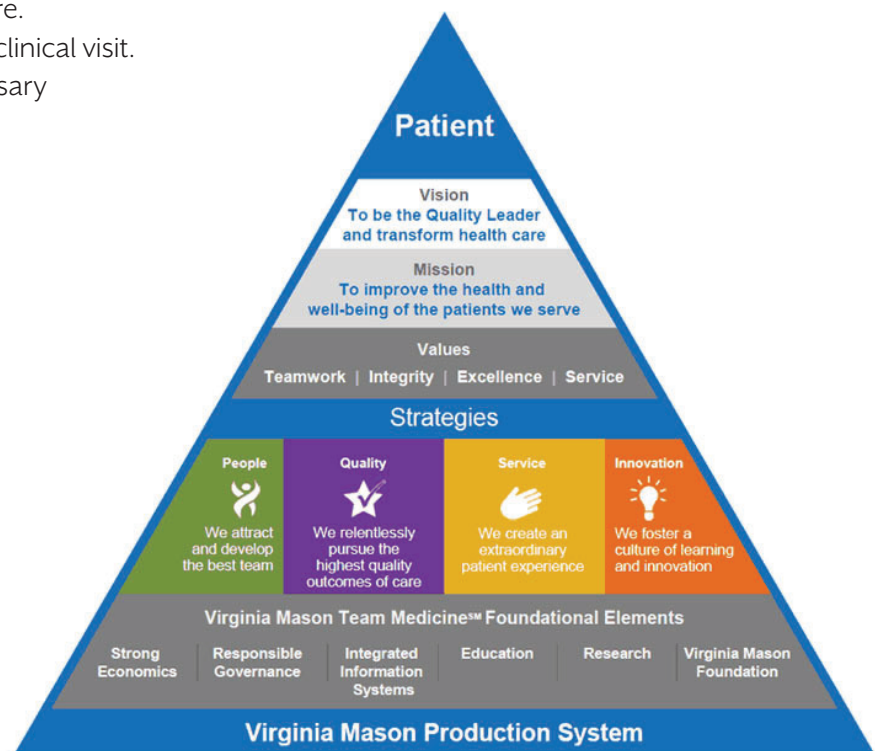 re.
clinical visit.
sary
Patient
Vision
To be the Quality Leader
and transform health care
Mission
To improve the health and
well-being of the patients we serve
Values
Teamwork | Integrity | Excellence | Service
Strategies
People
We attract
and develop
the best team
Quality
We relentlessly
pursue the
highest quality
outcomes of care
Service
We create an
extraordinary
patient experience
Innovation
We foster a
culture of learning
and innovation
Virginia Mason Team Medicine℠ Foundational Elements
Strong
Economics
Responsible
Governance
Integrated
Information
Systems
Education
Research
Virginia Mason
Foundation
Virginia Mason Production System